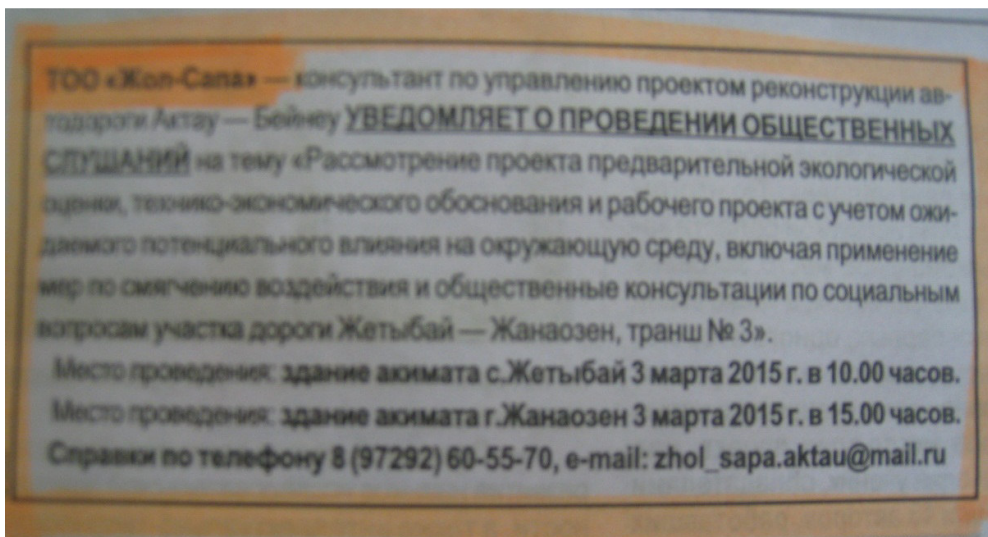 ТОО «Жол-Сапа» — консультант по управлению проектом реконструкции ав-
тодороги Актау — Бейнеу УВЕДОМЛЯЕТ О ПРОВЕДЕНИИ ОБЩЕСТВЕННЫХ
СЛУШАНИЙ на тему «Рассмотрение проекта предварительной экологической
оценки, технико-экономического обоснования и рабочего проекта с учетом ожи-
даемого потенциального влияния на окружающую среду, включая применение
мер по смягчению воздействия и общественные консультации по социальным
вопросам участка дороги Жетыбай — Жанаозен, транш № 3».
Место проведения: здание акимата с.Жетыбай 3 марта 2015 г. в 10.00 часов.
Место проведения: здание акимата г.Жанаозен 3 марта 2015 г. в 15.00 часов.
Справки по телефону 8 (97292) 60-55-70, e-mail: zhol_sapa.aktau@mail.ru